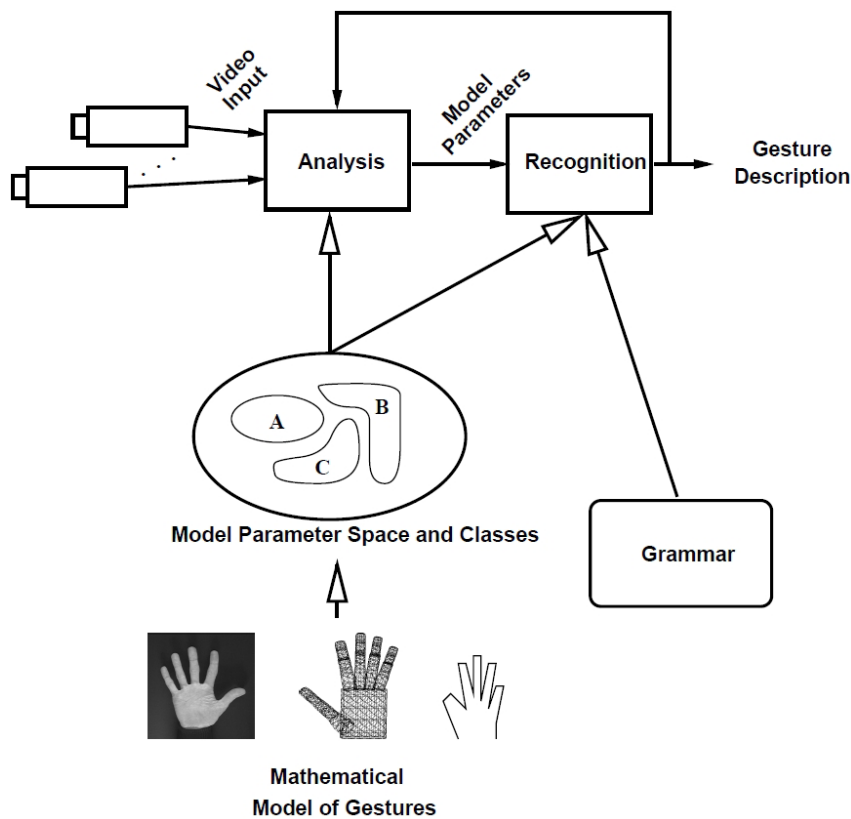 Video
Input
Model
Parameters
Analysis
Recognition
Gesture
Description
. . .
A
B
C
Model Parameter Space and Classes
Grammar
Mathematical
Model of Gestures